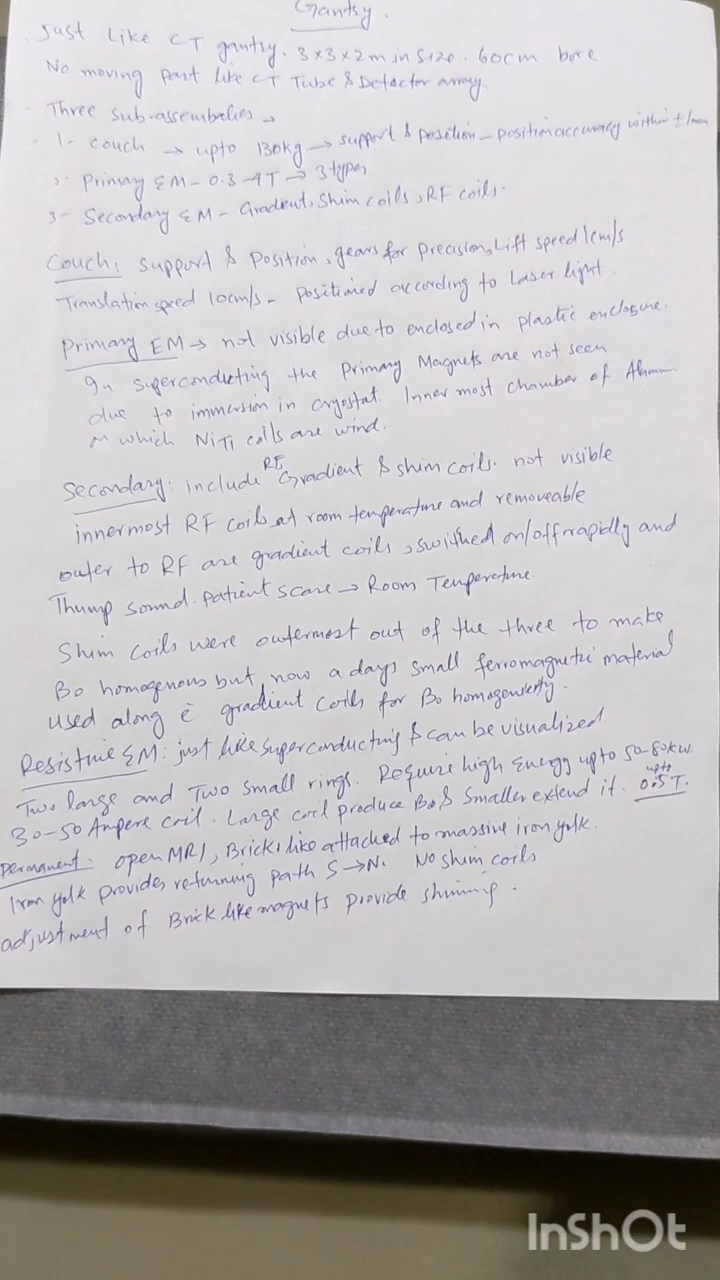 Gantry.
Just Like CT gantry. 3x3x2m in size. 60cm bore
No moving part like CT Tube & Detector array
- Three sub-assembelies →
1- couch → upto 130kg → support & position - position accuracy within ± 1mm
2- Primary EM - 0.3-4T → 3 types
3- Secondary EM - Gradient, Shim coils, RF coils.
Couch: support & Position, gears for precision, Lift speed 1cm/s
Translation speed 10cm/s - Positioned according to Laser light.
Primary EM → not visible due to enclosed in plastic enclosure.
In superconducting the Primary Magnets are not seen
due to immersion in cryostat. Inner most chamber of
on which NiTi coils are wind.
Secondary: include RF Gradient & shim coils. not visible
innermost RF coils at room temperature and removeable
outer to RF are gradient coils, swithed on/off rapidly and
Thump sound. Patient scare → Room Temperature.
Shim coils were outermost out of the three to make
Bo homogenous but now a days small ferromagnetic material
used along c̄ gradient coils for Bo homogeniety.
Resistive EM: just like superconducting & can be visualized
Two large and Two small rings. Require high Energy upto 50-80kw.
30-50 Ampere coil. Large coil produce Bo & Smaller extend it. upto 0.5T.
Permanent: open MRI, Bricks like attached to massive iron yolk.
Iron yolk provides returning path S→N. No shim coils
adjustment of Brick like magnets provide shiming.
InShOt